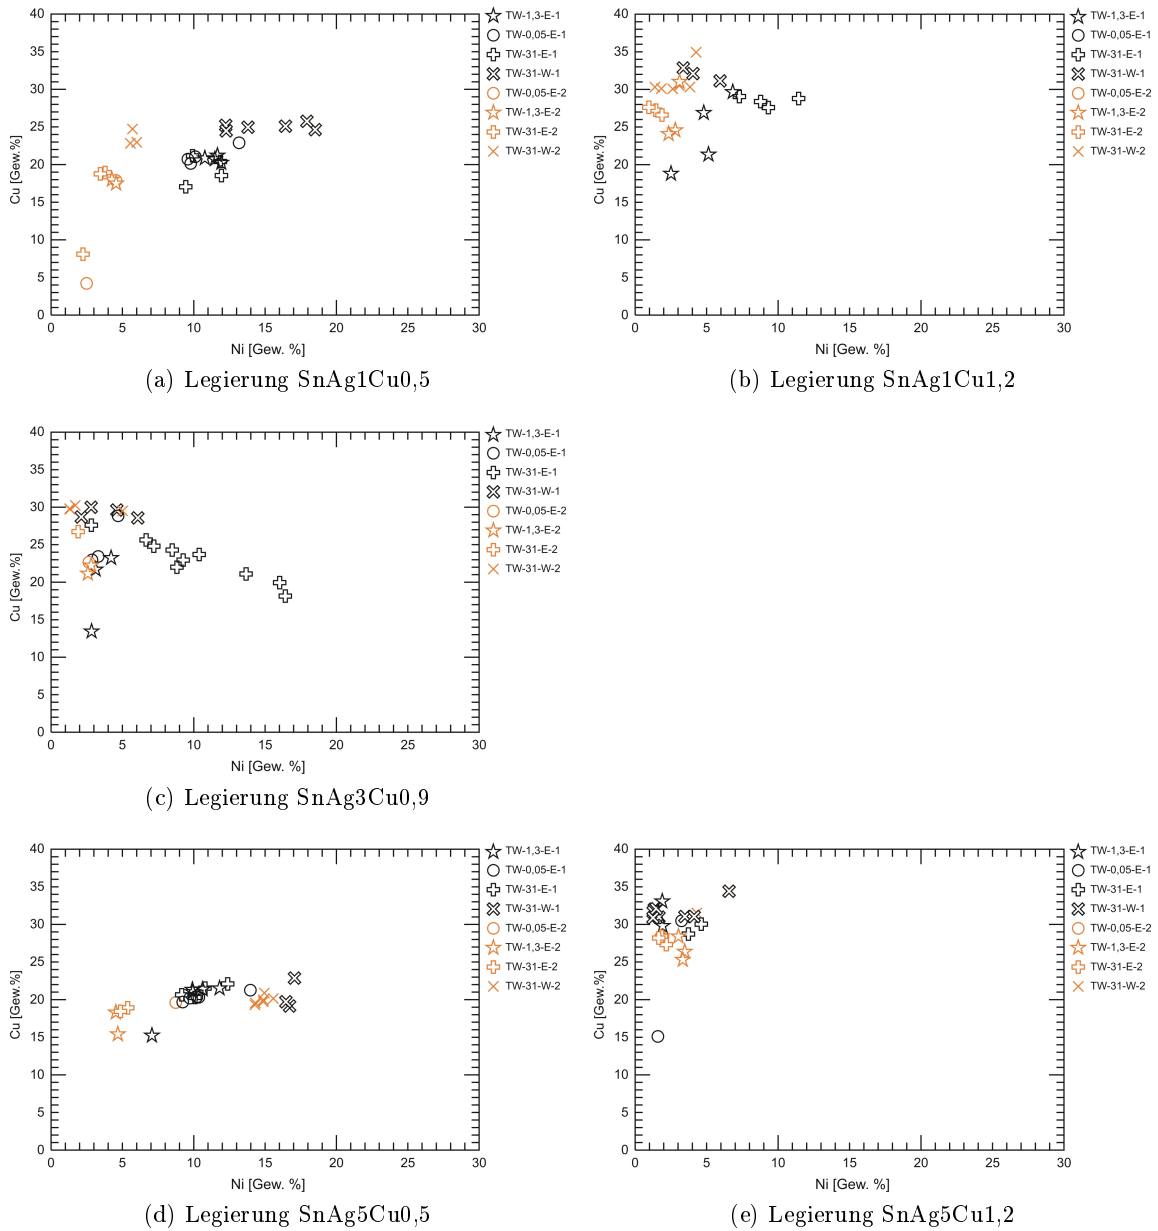 40
35
30
25
20
15
10
5
0
Cu [Gew.%]
0 5 10 15 20 25 30
Ni [Gew. %]
TW-1,3-E-1
TW-0,05-E-1
TW-31-E-1
TW-31-W-1
TW-0,05-E-2
TW-1,3-E-2
TW-31-E-2
TW-31-W-2
(a) Legierung SnAg1Cu0,5
40
35
30
25
20
15
10
5
0
Cu [Gew.%]
0 5 10 15 20 25 30
Ni [Gew. %]
TW-1,3-E-1
TW-0,05-E-1
TW-31-E-1
TW-31-W-1
TW-0,05-E-2
TW-1,3-E-2
TW-31-E-2
TW-31-W-2
(b) Legierung SnAg1Cu1,2
40
35
30
25
20
15
10
5
0
Cu [Gew.%]
0 5 10 15 20 25 30
Ni [Gew. %]
TW-1,3-E-1
TW-0,05-E-1
TW-31-E-1
TW-31-W-1
TW-0,05-E-2
TW-1,3-E-2
TW-31-E-2
TW-31-W-2
(c) Legierung SnAg3Cu0,9
40
35
30
25
20
15
10
5
0
Cu [Gew.%]
0 5 10 15 20 25 30
Ni [Gew. %]
TW-1,3-E-1
TW-0,05-E-1
TW-31-E-1
TW-31-W-1
TW-0,05-E-2
TW-1,3-E-2
TW-31-E-2
TW-31-W-2
(d) Legierung SnAg5Cu0,5
40
35
30
25
20
15
10
5
0
Cu [Gew.%]
0 5 10 15 20 25 30
Ni [Gew. %]
TW-1,3-E-1
TW-0,05-E-1
TW-31-E-1
TW-31-W-1
TW-0,05-E-2
TW-1,3-E-2
TW-31-E-2
TW-31-W-2
(e) Legierung SnAg5Cu1,2